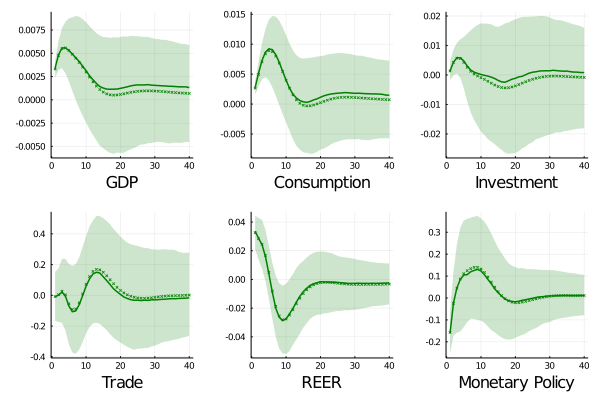 0.0075
0.0050
0.0025
0.0000
-0.0025
-0.0050
0 10 20 30 40
GDP
0.015
0.010
0.005
0.000
-0.005
0 10 20 30 40
Consumption
0.02
0.01
0.00
-0.01
-0.02
0 10 20 30 40
Investment
0.4
0.2
0.0
-0.2
-0.4
0 10 20 30 40
Trade
0.04
0.02
0.00
-0.02
-0.04
0 10 20 30 40
REER
0.3
0.2
0.1
0.0
-0.1
-0.2
0 10 20 30 40
Monetary Policy